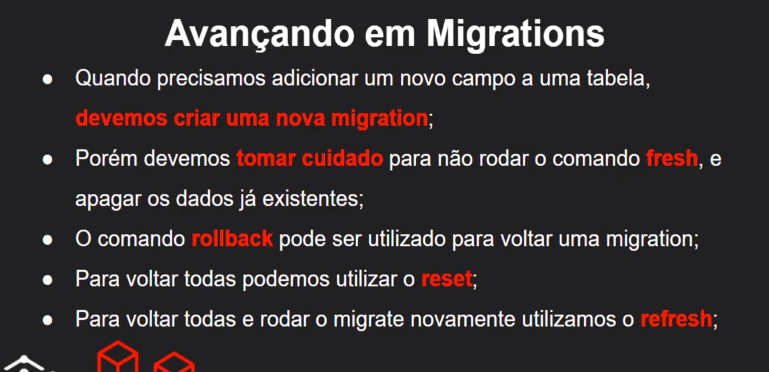 Avançando em Migrations
● Quando precisamos adicionar um novo campo a uma tabela,
devemos criar uma nova migration;
● Porém devemos tomar cuidado para não rodar o comando fresh, e
apagar os dados já existentes;
● O comando rollback pode ser utilizado para voltar uma migration;
● Para voltar todas podemos utilizar o reset;
● Para voltar todas e rodar o migrate novamente utilizamos o refresh;